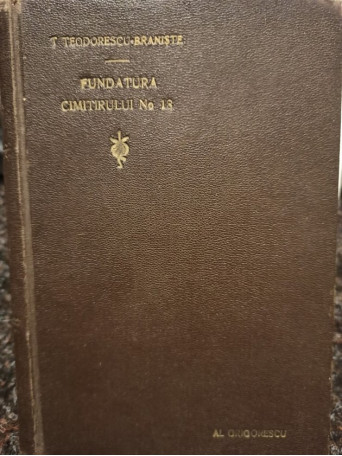 T TEODORESCU-BRANIȘTE
FUNDATURA
CIMITIRULUI No 13
AL GRIGORESCU